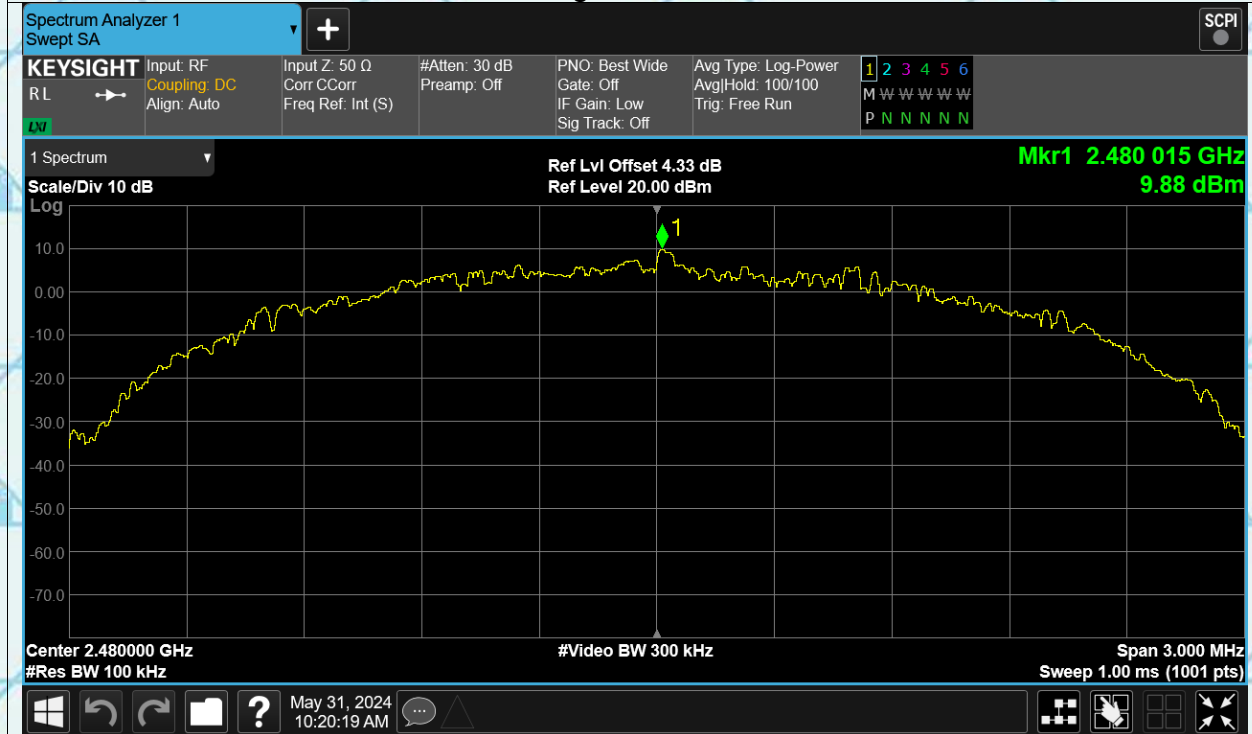 Spectrum Analyzer 1
Swept SA
SCPI
KEYSIGHT
R L
LXI
Input: RF
Coupling: DC
Align: Auto
Input Z: 50 Ω
Corr CCorr
Freq Ref: Int (S)
#Atten: 30 dB
Preamp: Off
PNO: Best Wide
Gate: Off
IF Gain: Low
Sig Track: Off
Avg Type: Log-Power
Avg|Hold: 100/100
Trig: Free Run
1 2 3 4 5 6
M W W W W W
P N N N N N
1 Spectrum
Scale/Div 10 dB
Log
Ref Lvl Offset 4.33 dB
Ref Level 20.00 dBm
Mkr1 2.480 015 GHz
9.88 dBm
1
10.0
0.00
-10.0
-20.0
-30.0
-40.0
-50.0
-60.0
-70.0
Center 2.480000 GHz
#Video BW 300 kHz
Span 3.000 MHz
#Res BW 100 kHz
Sweep 1.00 ms (1001 pts)
?
May 31, 2024
10:20:19 AM